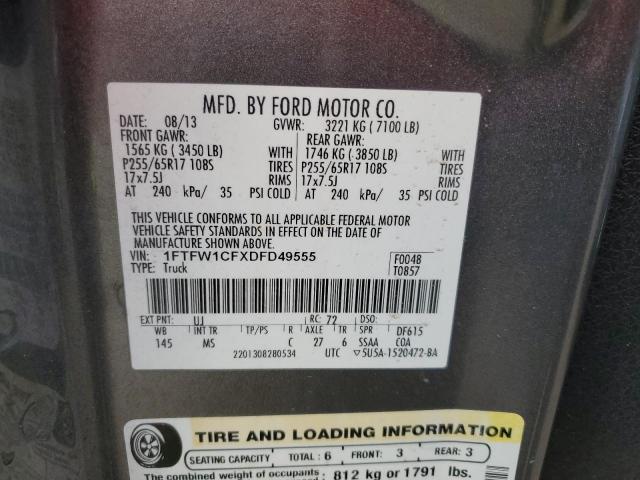 MFD. BY FORD MOTOR CO.
DATE: 08/13 GVWR: 3221 KG ( 7100 LB)
FRONT GAWR: REAR GAWR:
1565 KG ( 3450 LB) WITH 1746 KG ( 3850 LB) WITH
P255/65R17 108S TIRES P255/65R17 108S TIRES
17x7.5J RIMS 17x7.5J RIMS
AT 240 kPa/ 35 PSI COLD AT 240 kPa/ 35 PSI COLD
THIS VEHICLE CONFORMS TO ALL APPLICABLE FEDERAL MOTOR
VEHICLE SAFETY STANDARDS IN EFFECT ON THE DATE OF
MANUFACTURE SHOWN ABOVE.
VIN: 1FTFW1CFXDFD49555 F0048
TYPE: Truck T0857
EXT PNT: UJ RC: 72 DSO:
WB INT TR TP/PS R AXLE TR SPR DF615
145 MS C 27 6 SSAA COA
2201308280534 UTC 5U5A-1520472-BA
TIRE AND LOADING INFORMATION
SEATING CAPACITY TOTAL: 6 FRONT: 3 REAR: 3
The combined weight of occupants 812 kg or 1791 lbs.